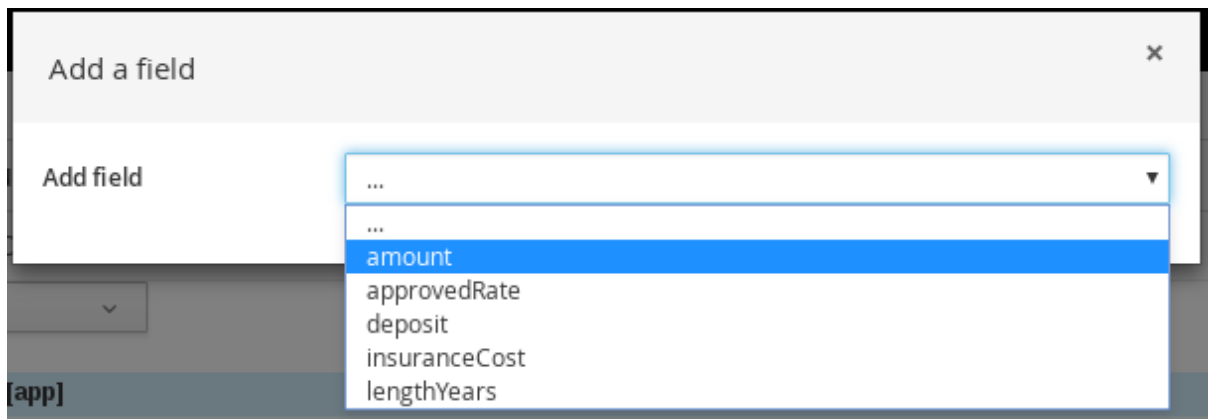 Add a field ×
Add field ...
...
amount
approvedRate
deposit
insuranceCost
lengthYears
[app]